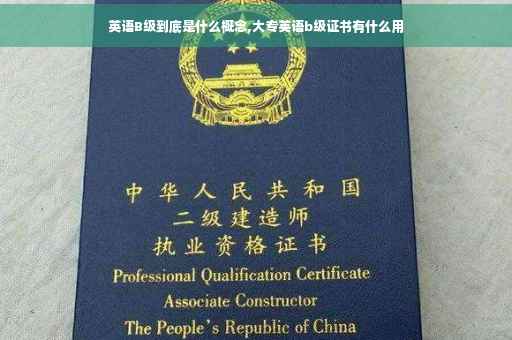 英语B级到底是什么概念,大专英语b级证书有什么用
中华人民共和国
二级建造师
执业资格证书
Professional Qualification Certificate
Associate Constructor
The People's Republic of China